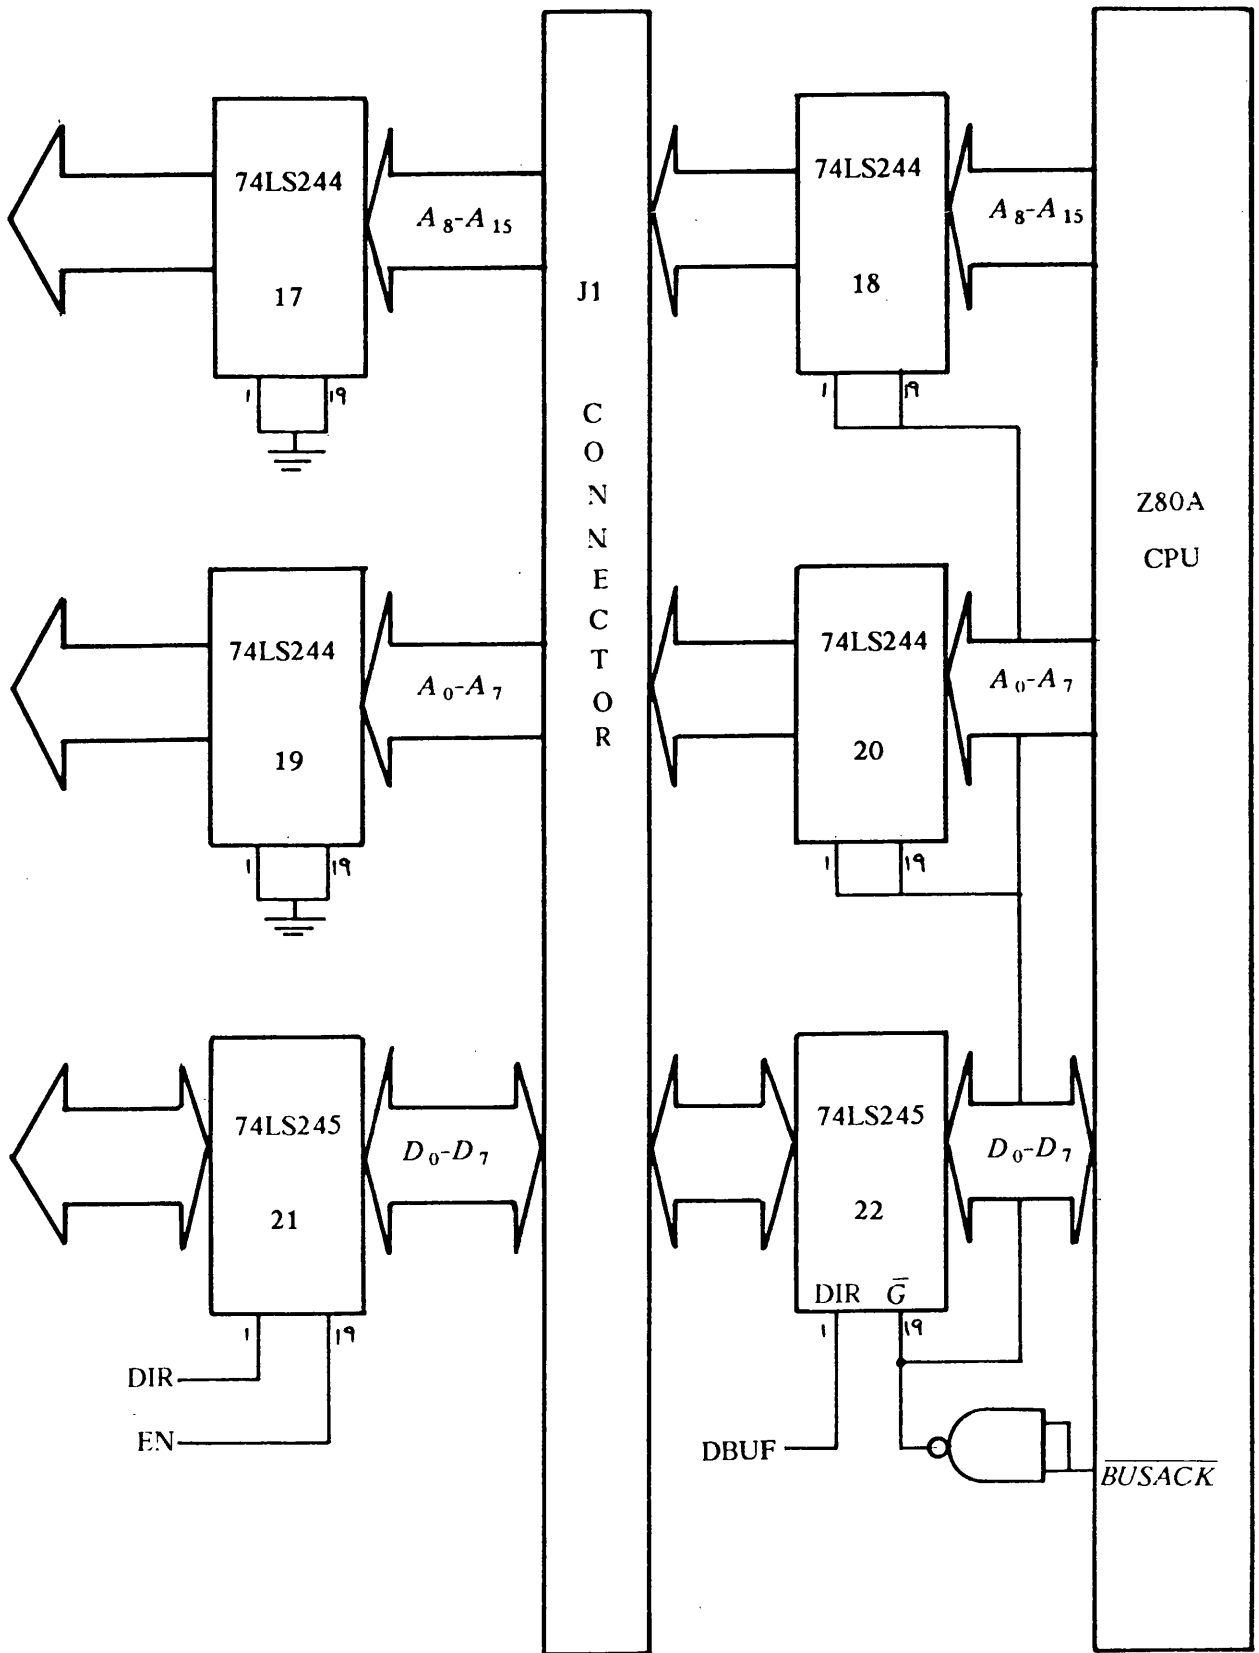 74LS244
17
1 19
A8-A15
J1
CONNECTOR
74LS244
18
1 19
A8-A15
Z80A
CPU
74LS244
19
1 19
A0-A7
74LS244
20
1 19
A0-A7
74LS245
21
1 19
D0-D7
DIR
EN
74LS245
22
DIR G̅
1 19
D0-D7
DBUF
B̅U̅S̅A̅C̅K̅